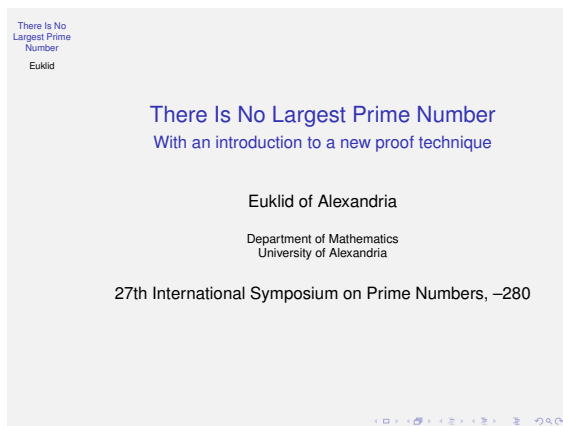 There Is No
Largest Prime
Number
Euklid
There Is No Largest Prime Number
With an introduction to a new proof technique
Euklid of Alexandria
Department of Mathematics
University of Alexandria
27th International Symposium on Prime Numbers, –280